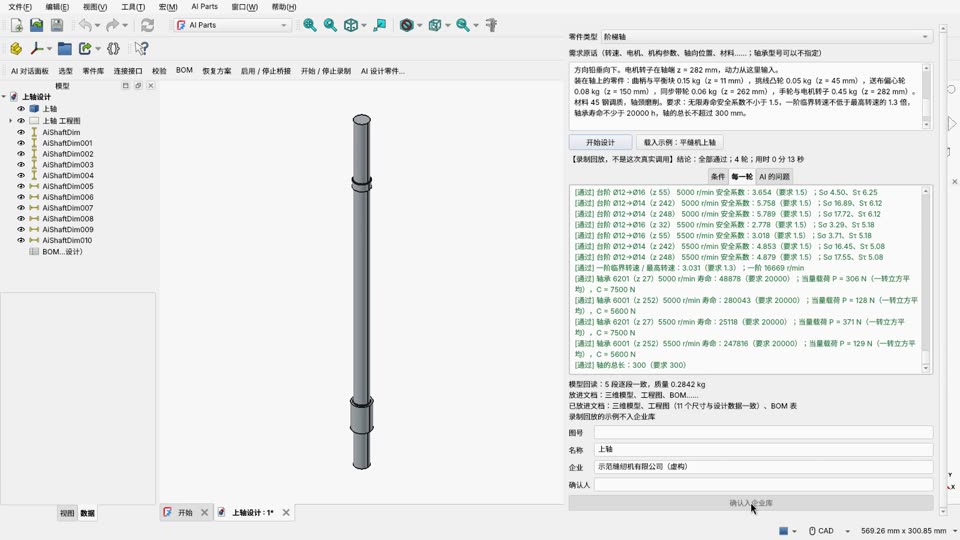 文件(F) 编辑(E) 视图(V) 工具(T) 宏(M) AI Parts 窗口(W) 帮助(H)
AI Parts
AI 对话面板 选型 零件库 连接接口 校验 BOM 恢复方案 启用 / 停止桥接 开始 / 停止录制 AI 设计零件...
模型
上轴设计
上轴
上轴 工程图
AiShaftDim
AiShaftDim001
AiShaftDim002
AiShaftDim003
AiShaftDim004
AiShaftDim005
AiShaftDim006
AiShaftDim007
AiShaftDim008
AiShaftDim009
AiShaftDim010
BOM...设计）
视图 数据
开始 上轴设计 : 1*
零件类型 阶梯轴
需求原话（转速、电机、机构参数、轴向位置、材料……；轴承型号可以不指定）
方向铅垂向下。电机转子在轴端 z = 282 mm，动力从这里输入。
装在轴上的零件：曲柄与平衡块 0.15 kg（z = 11 mm），挑线凸轮 0.05 kg（z = 45 mm），送布偏心轮
0.08 kg（z = 150 mm），同步带轮 0.06 kg（z = 262 mm），手轮与电机转子 0.45 kg（z = 282 mm）。
材料 45 钢调质，轴颈磨削。要求：无限寿命安全系数不小于 1.5，一阶临界转速不低于最高转速的 1.3 倍，
轴承寿命不少于 20000 h，轴的总长不超过 300 mm。
开始设计 载入示例：平缝机上轴
【录制回放，不是这次真实调用】结论：全部通过；4 轮；用时 0 分 13 秒
条件 每一轮 AI 的问题
[通过] 台阶 Ø12→Ø16（z 55） 5000 r/min 安全系数：3.654（要求 1.5）；Sσ 4.50、Sτ 6.25
[通过] 台阶 Ø12→Ø14（z 242） 5000 r/min 安全系数：5.758（要求 1.5）；Sσ 16.89、Sτ 6.12
[通过] 台阶 Ø12→Ø14（z 248） 5000 r/min 安全系数：5.789（要求 1.5）；Sσ 17.72、Sτ 6.12
[通过] 台阶 Ø12→Ø16（z 32） 5500 r/min 安全系数：2.778（要求 1.5）；Sσ 3.29、Sτ 5.18
[通过] 台阶 Ø12→Ø16（z 55） 5500 r/min 安全系数：3.018（要求 1.5）；Sσ 3.71、Sτ 5.18
[通过] 台阶 Ø12→Ø14（z 242） 5500 r/min 安全系数：4.853（要求 1.5）；Sσ 16.45、Sτ 5.08
[通过] 台阶 Ø12→Ø14（z 248） 5500 r/min 安全系数：4.879（要求 1.5）；Sσ 17.55、Sτ 5.08
[通过] 一阶临界转速 / 最高转速：3.031（要求 1.3）；一阶 16669 r/min
[通过] 轴承 6201（z 27）5000 r/min 寿命：48878（要求 20000）；当量载荷 P = 306 N（一转立方平
均），C = 7500 N
[通过] 轴承 6001（z 252）5000 r/min 寿命：280043（要求 20000）；当量载荷 P = 128 N（一转立方平
均），C = 5600 N
[通过] 轴承 6201（z 27）5500 r/min 寿命：25118（要求 20000）；当量载荷 P = 371 N（一转立方平
均），C = 7500 N
[通过] 轴承 6001（z 252）5500 r/min 寿命：247816（要求 20000）；当量载荷 P = 129 N（一转立方平
均），C = 5600 N
[通过] 轴的总长：300（要求 300）
模型回读：5 段逐段一致，质量 0.2842 kg
放进文档：三维模型、工程图、BOM……
已放进文档：三维模型、工程图（11 个尺寸与设计数据一致）、BOM 表
录制回放的示例不入企业库
图号
名称 上轴
企业 示范缝纫机有限公司（虚构）
确认人
确认入企业库
CAD 569.26 mm x 300.85 mm